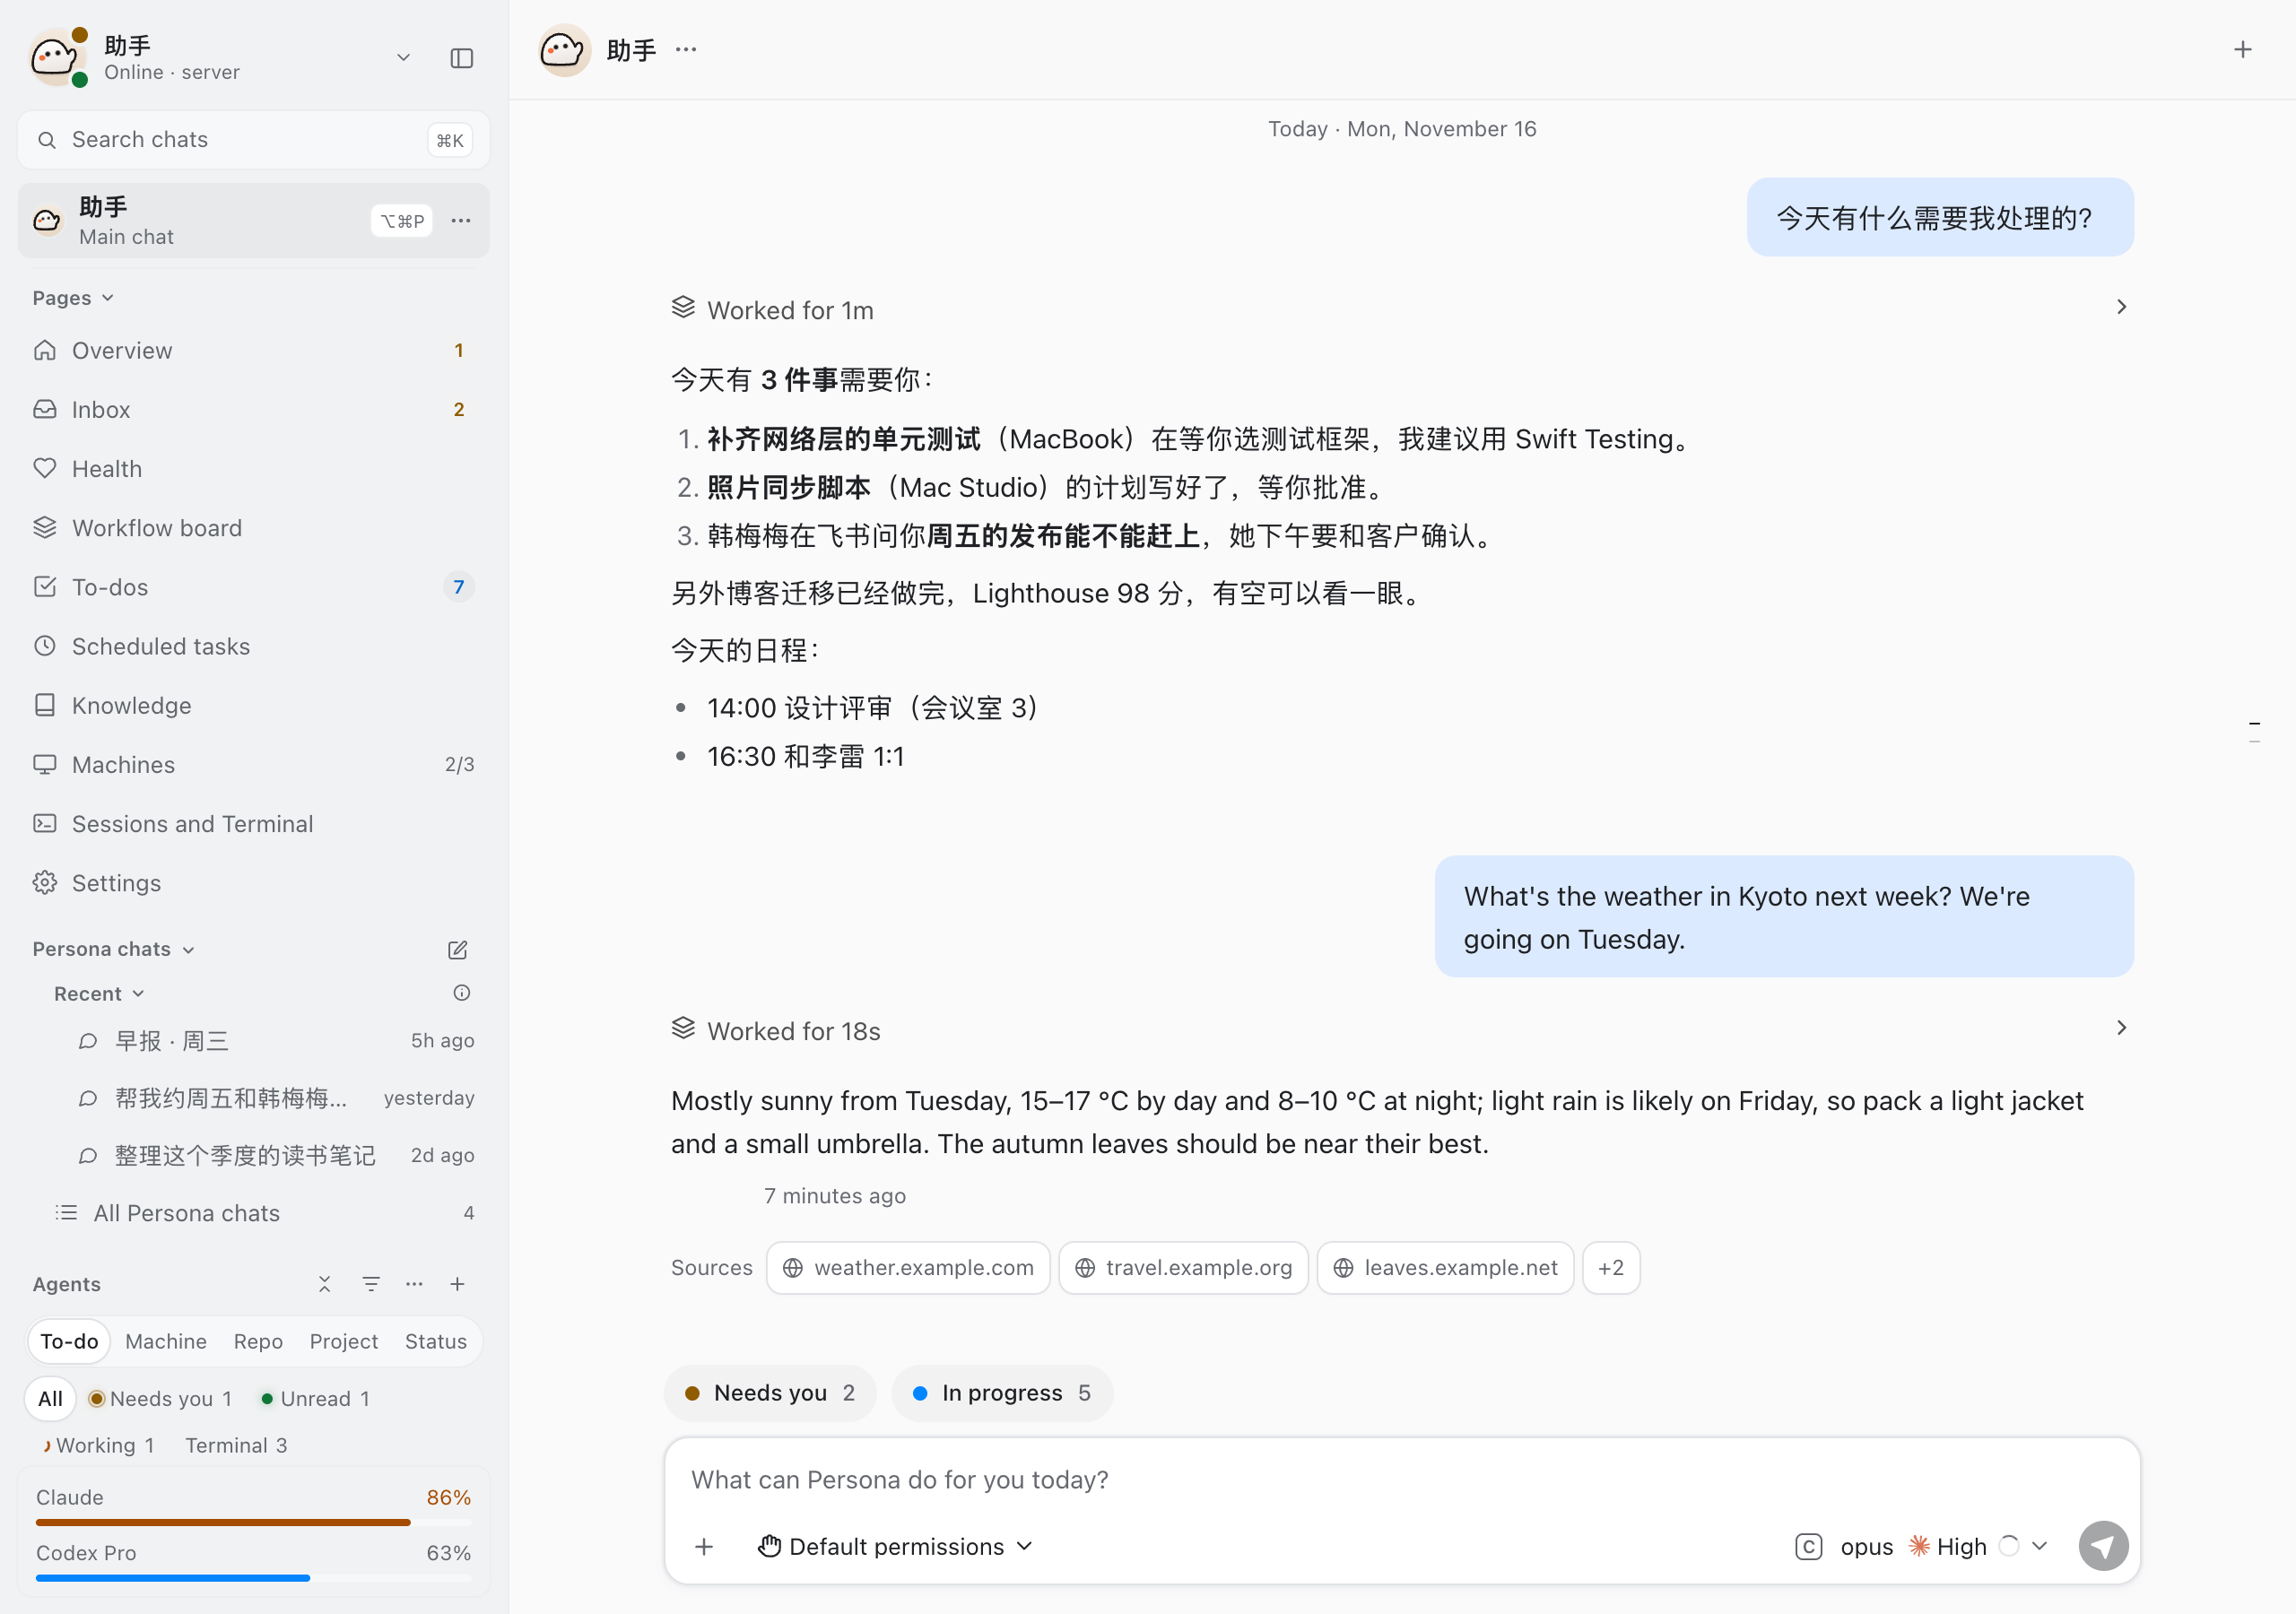 助手
Online · server
Search chats
⌘K
助手
Main chat
⌥⌘P
Pages
Overview
1
Inbox
2
Health
Workflow board
To-dos
7
Scheduled tasks
Knowledge
Machines
2/3
Sessions and Terminal
Settings
Persona chats
Recent
早报 · 周三
5h ago
帮我约周五和韩梅梅...
yesterday
整理这个季度的读书笔记
2d ago
All Persona chats
4
Agents
To-do Machine Repo Project Status
All Needs you 1 Unread 1
Working 1 Terminal 3
Claude
86%
Codex Pro
63%
助手
Today · Mon, November 16
今天有什么需要我处理的？
Worked for 1m
今天有 3 件事需要你：
1. 补齐网络层的单元测试（MacBook）在等你选测试框架，我建议用 Swift Testing。
2. 照片同步脚本（Mac Studio）的计划写好了，等你批准。
3. 韩梅梅在飞书问你周五的发布能不能赶上，她下午要和客户确认。
另外博客迁移已经做完，Lighthouse 98 分，有空可以看一眼。
今天的日程：
• 14:00 设计评审（会议室 3）
• 16:30 和李雷 1:1
What's the weather in Kyoto next week? We're
going on Tuesday.
Worked for 18s
Mostly sunny from Tuesday, 15–17 °C by day and 8–10 °C at night; light rain is likely on Friday, so pack a light jacket
and a small umbrella. The autumn leaves should be near their best.
7 minutes ago
Sources weather.example.com travel.example.org leaves.example.net +2
Needs you 2 In progress 5
What can Persona do for you today?
Default permissions
C opus High